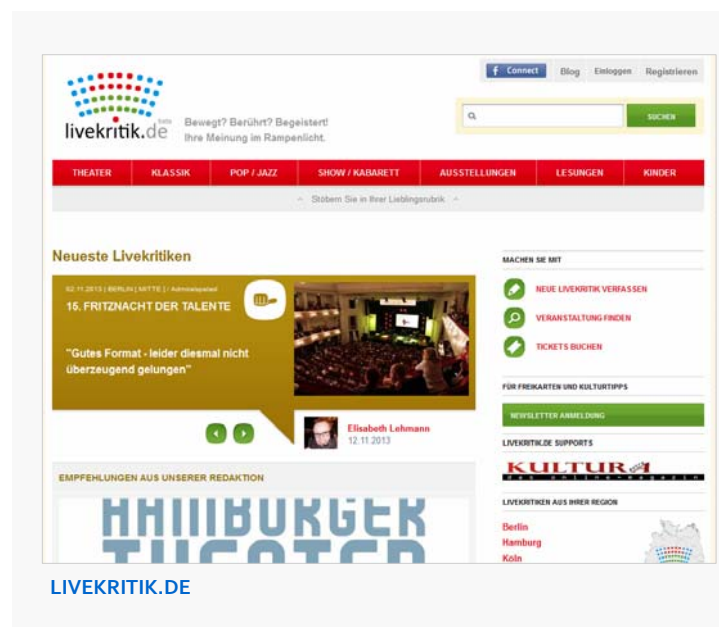 Connect Blog Einloggen Registrieren
livekritik.de beta
Bewegt? Berührt? Begeistert!
Ihre Meinung im Rampenlicht.
SUCHEN
THEATER KLASSIK POP / JAZZ SHOW / KABARETT AUSSTELLUNGEN LESUNGEN KINDER
Stöbern Sie in Ihrer Lieblingsrubrik
Neueste Livekritiken
02.11.2013 | BERLIN [ MITTE ] / Admiralspalast
15. FRITZNACHT DER TALENTE
"Gutes Format - leider diesmal nicht
überzeugend gelungen"
Elisabeth Lehmann
12.11.2013
EMPFEHLUNGEN AUS UNSERER REDAKTION
HAMBURGER
THEATER
MACHEN SIE MIT
NEUE LIVEKRITIK VERFASSEN
VERANSTALTUNG FINDEN
TICKETS BUCHEN
FÜR FREIKARTEN UND KULTURTIPPS
NEWSLETTER ANMELDUNG
LIVEKRITIK.DE SUPPORTS
KULTUR
das online-magazin
LIVEKRITIKEN AUS IHRER REGION
Berlin
Hamburg
Köln
LIVEKRITIK.DE